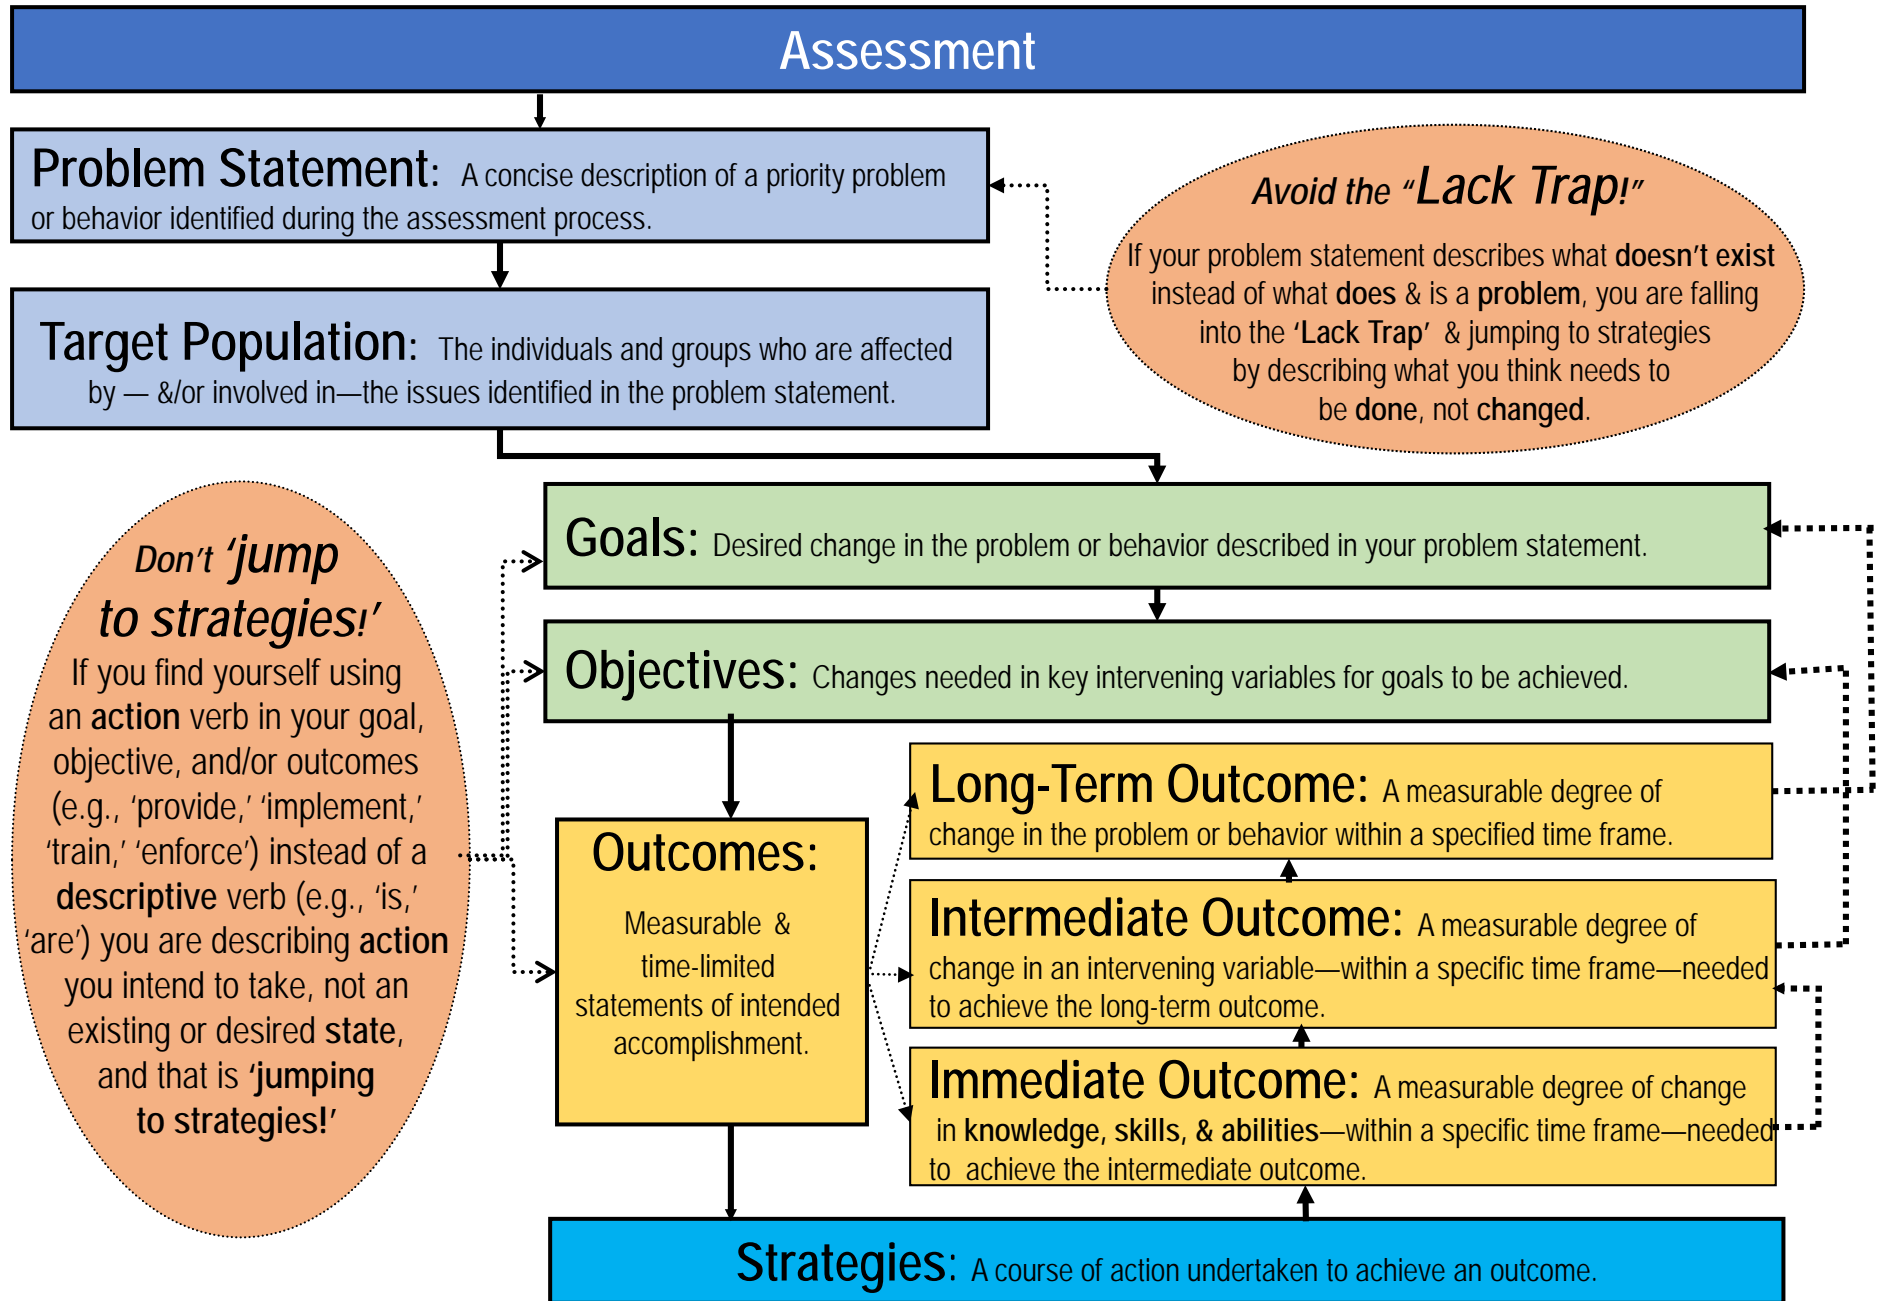 Assessment
Problem Statement: A concise description of a priority problem
or behavior identified during the assessment process.
Avoid the “Lack Trap!”
If your problem statement describes what doesn’t exist
instead of what does & is a problem, you are falling
into the ‘Lack Trap’ & jumping to strategies
by describing what you think needs to
be done, not changed.
Target Population: The individuals and groups who are affected
by — &/or involved in—the issues identified in the problem statement.
Goals: Desired change in the problem or behavior described in your problem statement.
Objectives: Changes needed in key intervening variables for goals to be achieved.
Don’t ‘jump
to strategies!’
If you find yourself using
an action verb in your goal,
objective, and/or outcomes
(e.g., ‘provide,’ ‘implement,’
‘train,’ ‘enforce’) instead of a
descriptive verb (e.g., ‘is,’
‘are’) you are describing action
you intend to take, not an
existing or desired state,
and that is ‘jumping
to strategies!’
Outcomes:
Measurable &
time-limited
statements of intended
accomplishment.
Long-Term Outcome: A measurable degree of
change in the problem or behavior within a specified time frame.
Intermediate Outcome: A measurable degree of
change in an intervening variable—within a specific time frame—needed
to achieve the long-term outcome.
Immediate Outcome: A measurable degree of change
in knowledge, skills, & abilities—within a specific time frame—needed
to achieve the intermediate outcome.
Strategies: A course of action undertaken to achieve an outcome.